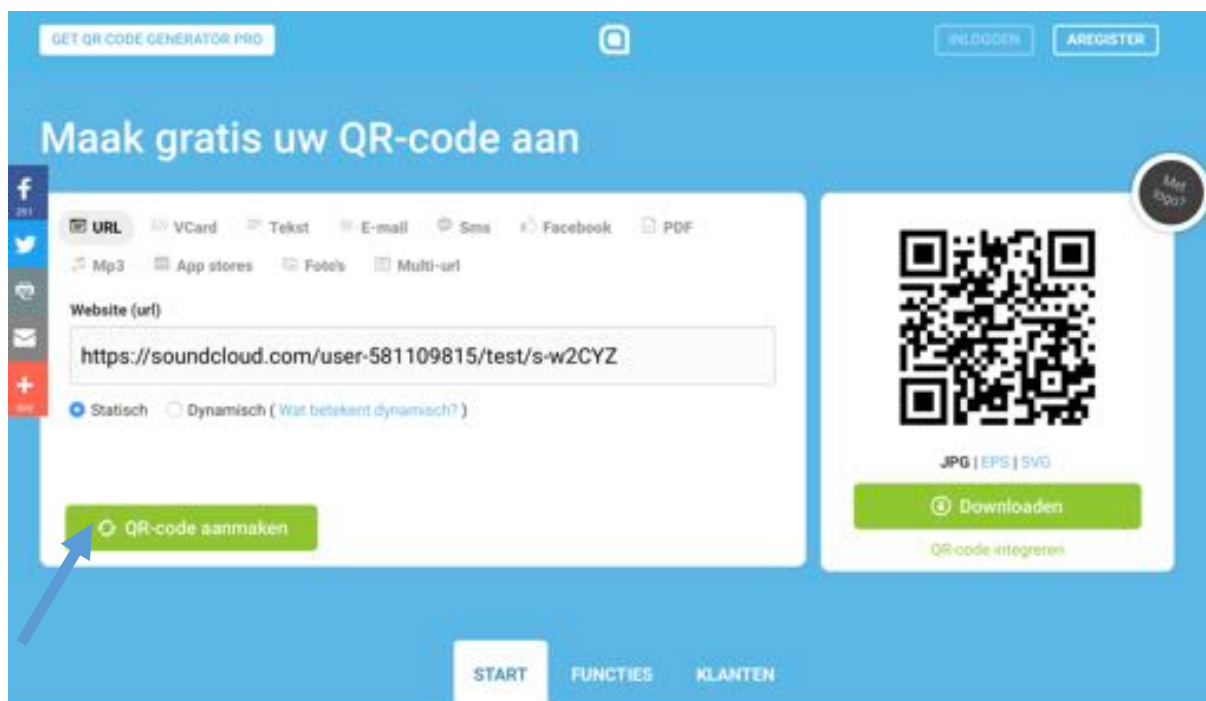 GET QR CODE GENERATOR PRO
INLOGGEN
AREGISTER
Maak gratis uw QR-code aan
f
251
URL VCard Tekst E-mail Sms Facebook PDF
Mp3 App stores Foto's Multi-url
Met
logo?
Website (url)
https://soundcloud.com/user-581109815/test/s-w2CYZ
Statisch Dynamisch ( Wat betekent dynamisch? )
JPG | EPS | SVG
Downloaden
QR-code aanmaken
QR-code integreren
START FUNCTIES KLANTEN